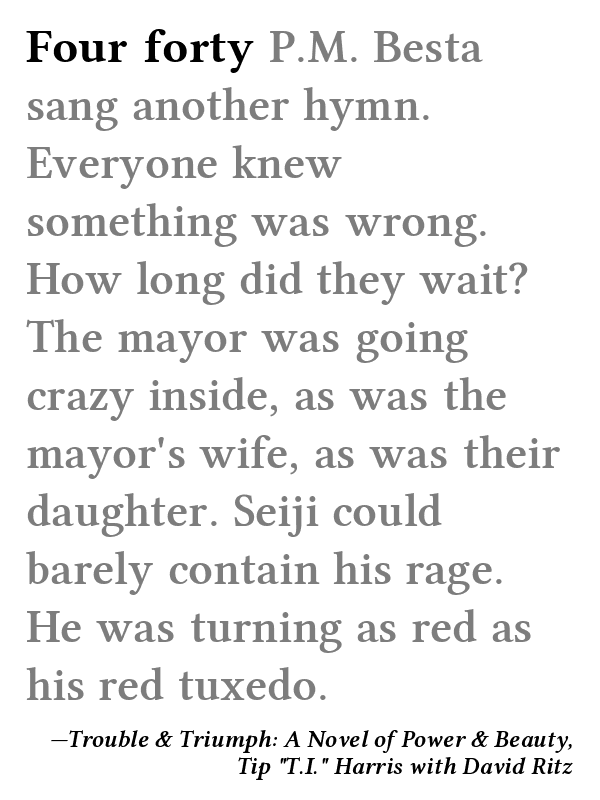 Four forty P.M. Besta
sang another hymn.
Everyone knew
something was wrong.
How long did they wait?
The mayor was going
crazy inside, as was the
mayor's wife, as was their
daughter. Seiji could
barely contain his rage.
He was turning as red as
his red tuxedo.
—Trouble & Triumph: A Novel of Power & Beauty,
Tip "T.I." Harris with David Ritz